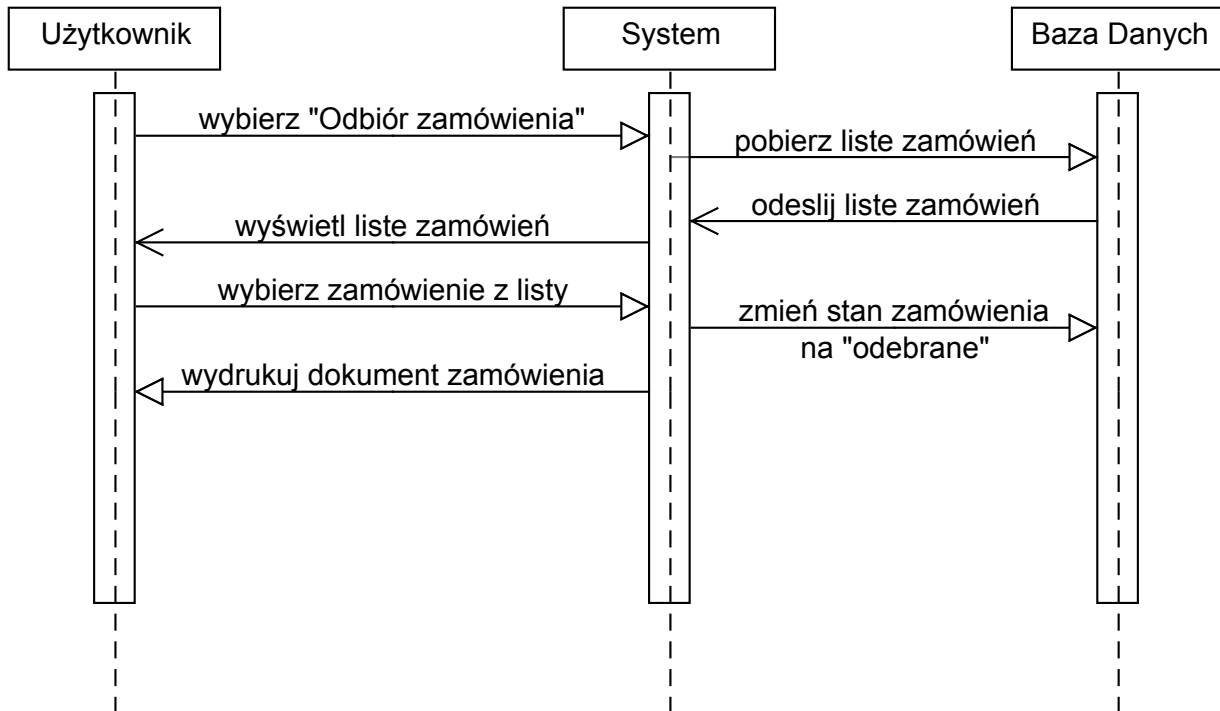 Użytkownik
System
Baza Danych
wybierz "Odbiór zamówienia"
pobierz liste zamówień
odeslij liste zamówień
wyświetl liste zamówień
wybierz zamówienie z listy
zmień stan zamówienia
na "odebrane"
wydrukuj dokument zamówienia